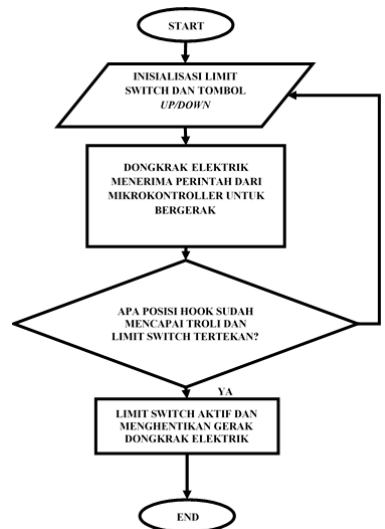 START
INISIALISASI LIMIT
SWITCH DAN TOMBOL
UP/DOWN
DONGKRAK ELEKTRIK
MENERIMA PERINTAH DARI
MIKROKONTROLLER UNTUK
BERGERAK
APA POSISI HOOK SUDAH
MENCAPAI TROLI DAN
LIMIT SWITCH TERTEKAN?
YA
LIMIT SWITCH AKTIF DAN
MENGHENTIKAN GERAK
DONGKRAK ELEKTRIK
END